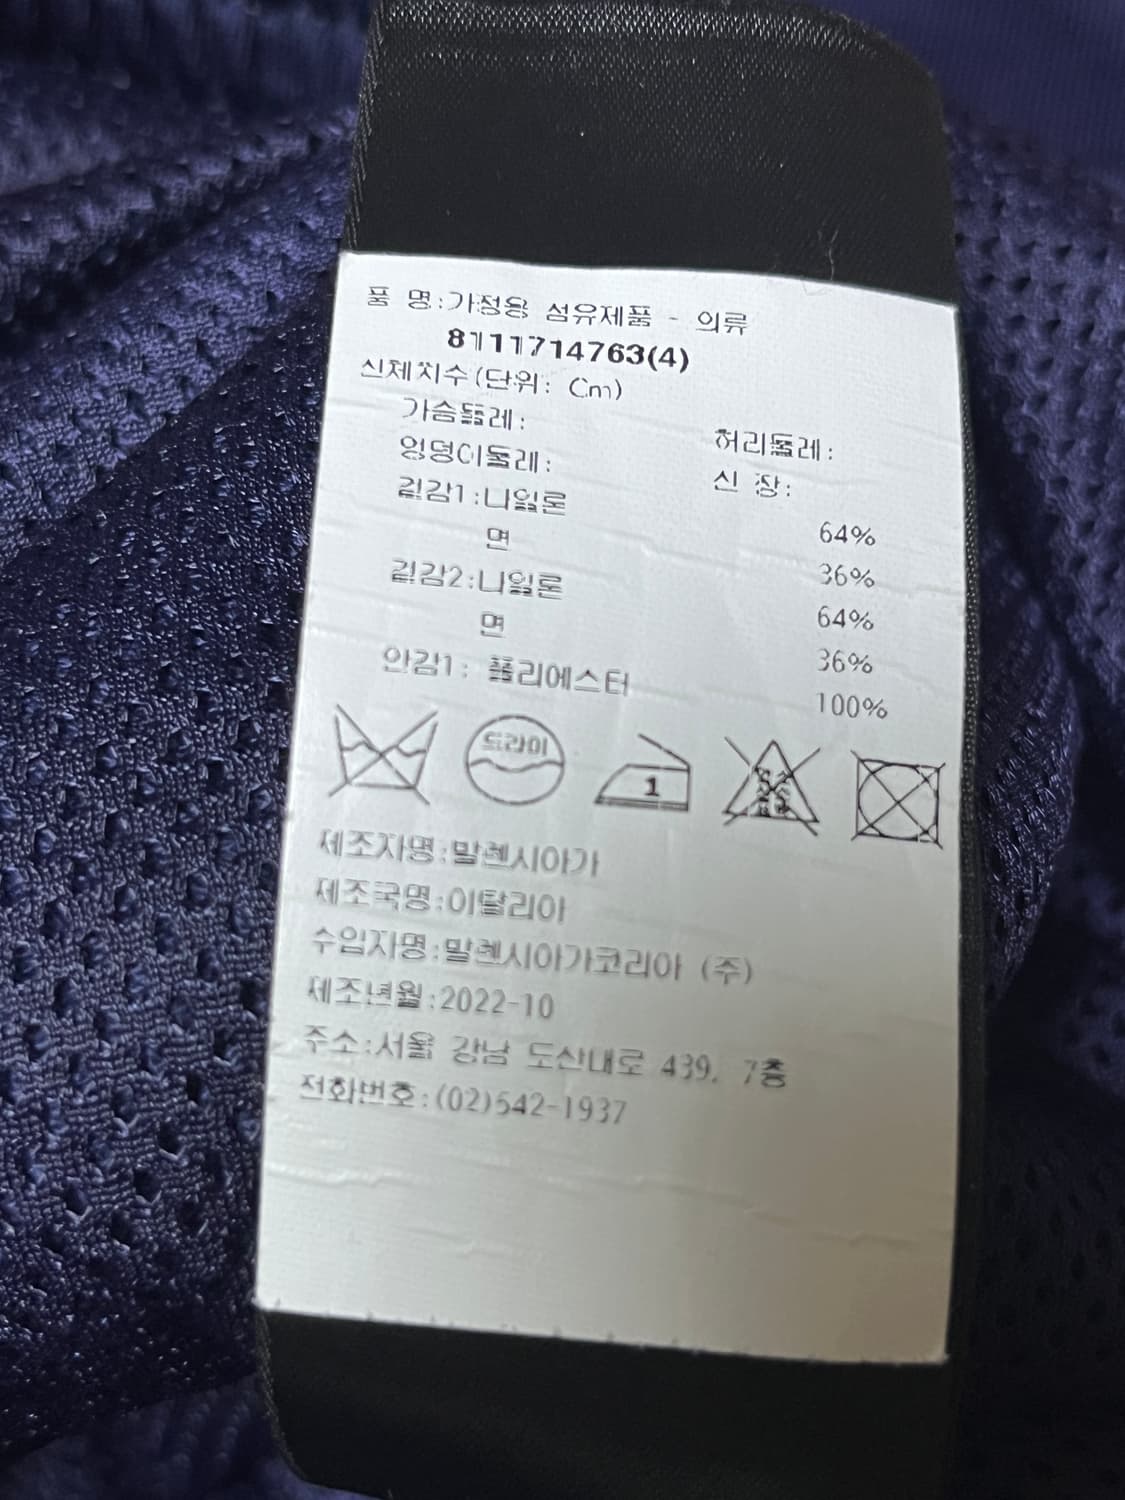 품 명:가정용 섬유제품 - 의류
8111714763(4)
신체치수(단위: Cm)
가슴둘레: 허리둘레:
엉덩이둘레: 신 장:
겉감1:나일론 64%
면 36%
겉감2:나일론 64%
면 36%
안감1: 폴리에스터 100%
드라이 1
제조자명:발렌시아가
제조국명:이탈리아
수입자명:발렌시아가코리아 (주)
제조년월:2022-10
주소:서울 강남 도산대로 439, 7층
전화번호:(02)542-1937